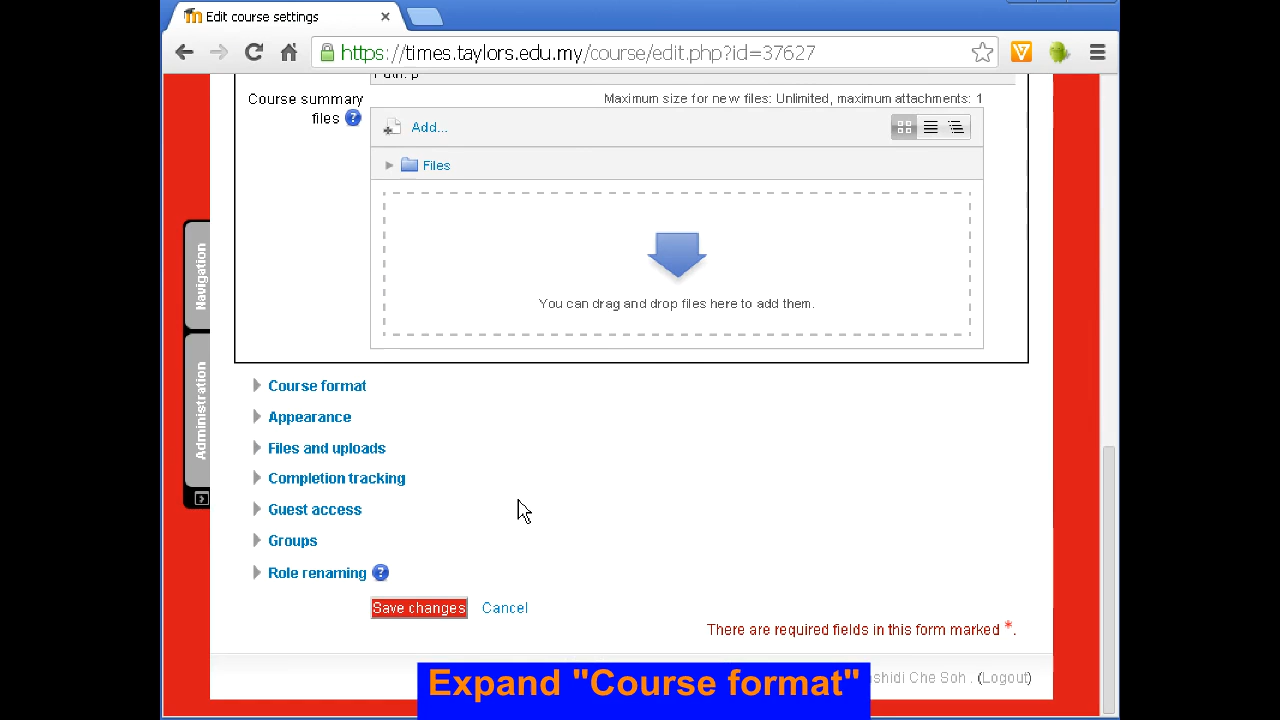 Edit course settings
https://times.taylors.edu.my/course/edit.php?id=37627
Path: p
Course summary files
Maximum size for new files: Unlimited, maximum attachments: 1
Add...
Files
You can drag and drop files here to add them.
Navigation
Administration
Course format
Appearance
Files and uploads
Completion tracking
Guest access
Groups
Role renaming
Save changes Cancel
There are required fields in this form marked *.
Che Soh . (Logout)
Expand "Course format"